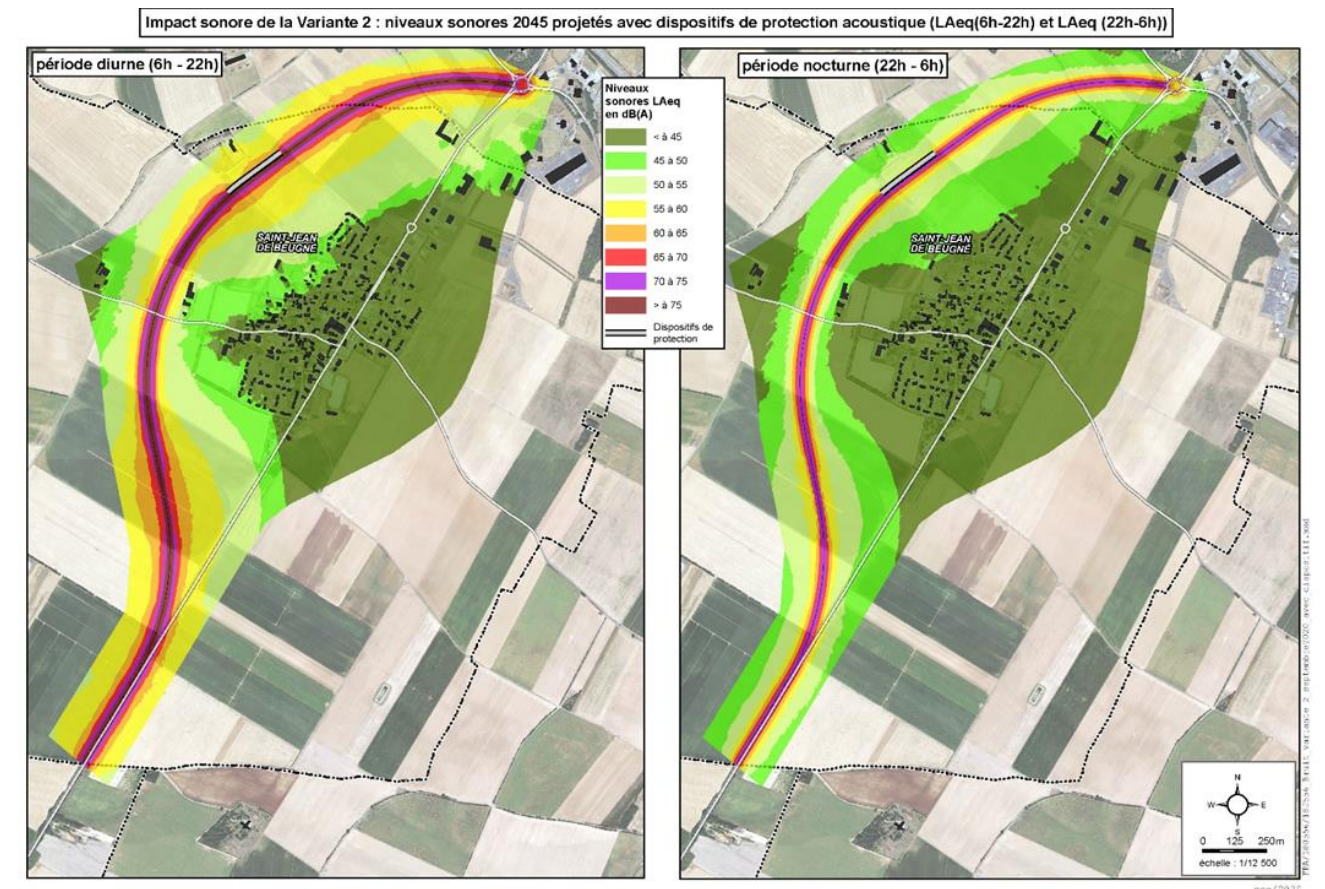 Impact sonore de la Variante 2 : niveaux sonores 2045 projetés avec dispositifs de protection acoustique (LAeq(6h-22h) et LAeq (22h-6h))
période diurne (6h - 22h)
période nocturne (22h - 6h)
Niveaux
sonores LAeq
en dB(A)
< à 45
45 à 50
50 à 55
55 à 60
60 à 65
65 à 70
70 à 75
> à 75
Dispositifs de
protection
SAINT-JEAN
DE BEUGNÉ
SAINT-JEAN
DE BEUGNÉ
N
W
E
S
0 125 250m
échelle : 1/12 500